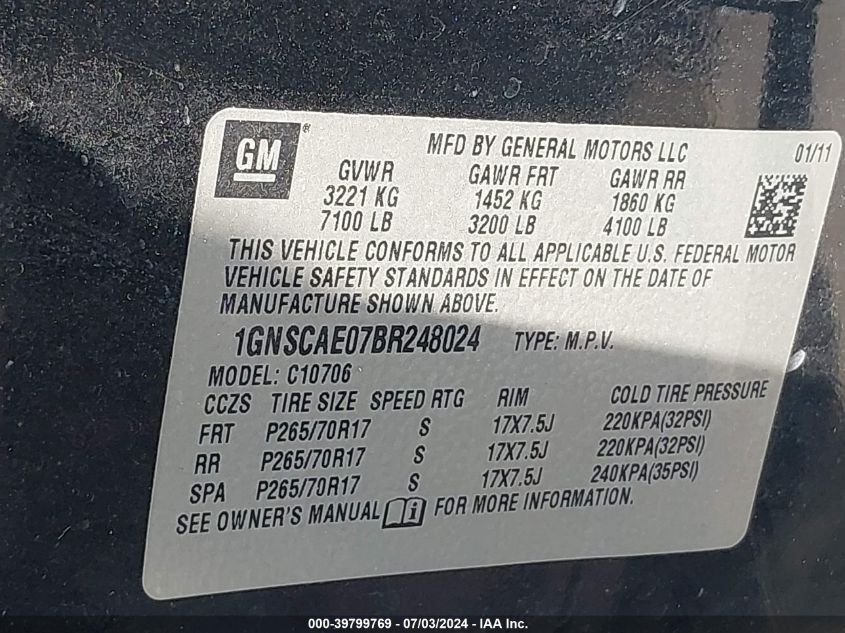 GM®
MFD BY GENERAL MOTORS LLC 01/11
GVWR GAWR FRT GAWR RR
3221 KG 1452 KG 1860 KG
7100 LB 3200 LB 4100 LB
THIS VEHICLE CONFORMS TO ALL APPLICABLE U.S. FEDERAL MOTOR
VEHICLE SAFETY STANDARDS IN EFFECT ON THE DATE OF
MANUFACTURE SHOWN ABOVE.
1GNSCAE07BR248024 TYPE: M.P.V.
MODEL: C10706
CCZS TIRE SIZE SPEED RTG RIM COLD TIRE PRESSURE
FRT P265/70R17 S 17X7.5J 220KPA(32PSI)
RR P265/70R17 S 17X7.5J 220KPA(32PSI)
SPA P265/70R17 S 17X7.5J 240KPA(35PSI)
SEE OWNER'S MANUAL i FOR MORE INFORMATION.
000-39799769 - 07/03/2024 - IAA Inc.